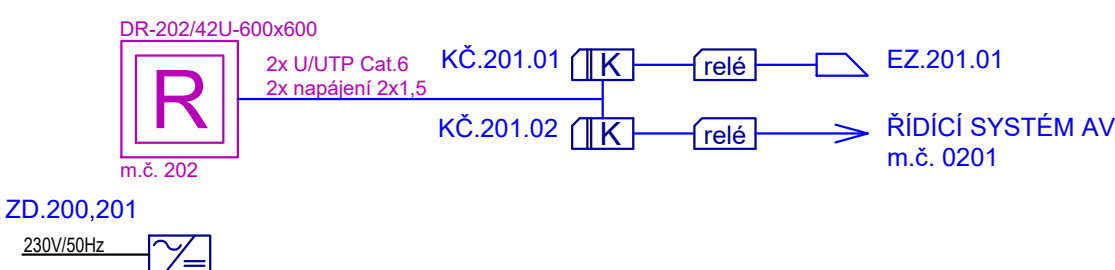 DR-202/42U-600x600
R
2x U/UTP Cat.6
2x napájení 2x1,5
m.č. 202
KČ.201.01
K
relé
EZ.201.01
KČ.201.02
K
relé
ŘÍDÍCÍ SYSTÉM AV
m.č. 0201
ZD.200,201
230V/50Hz